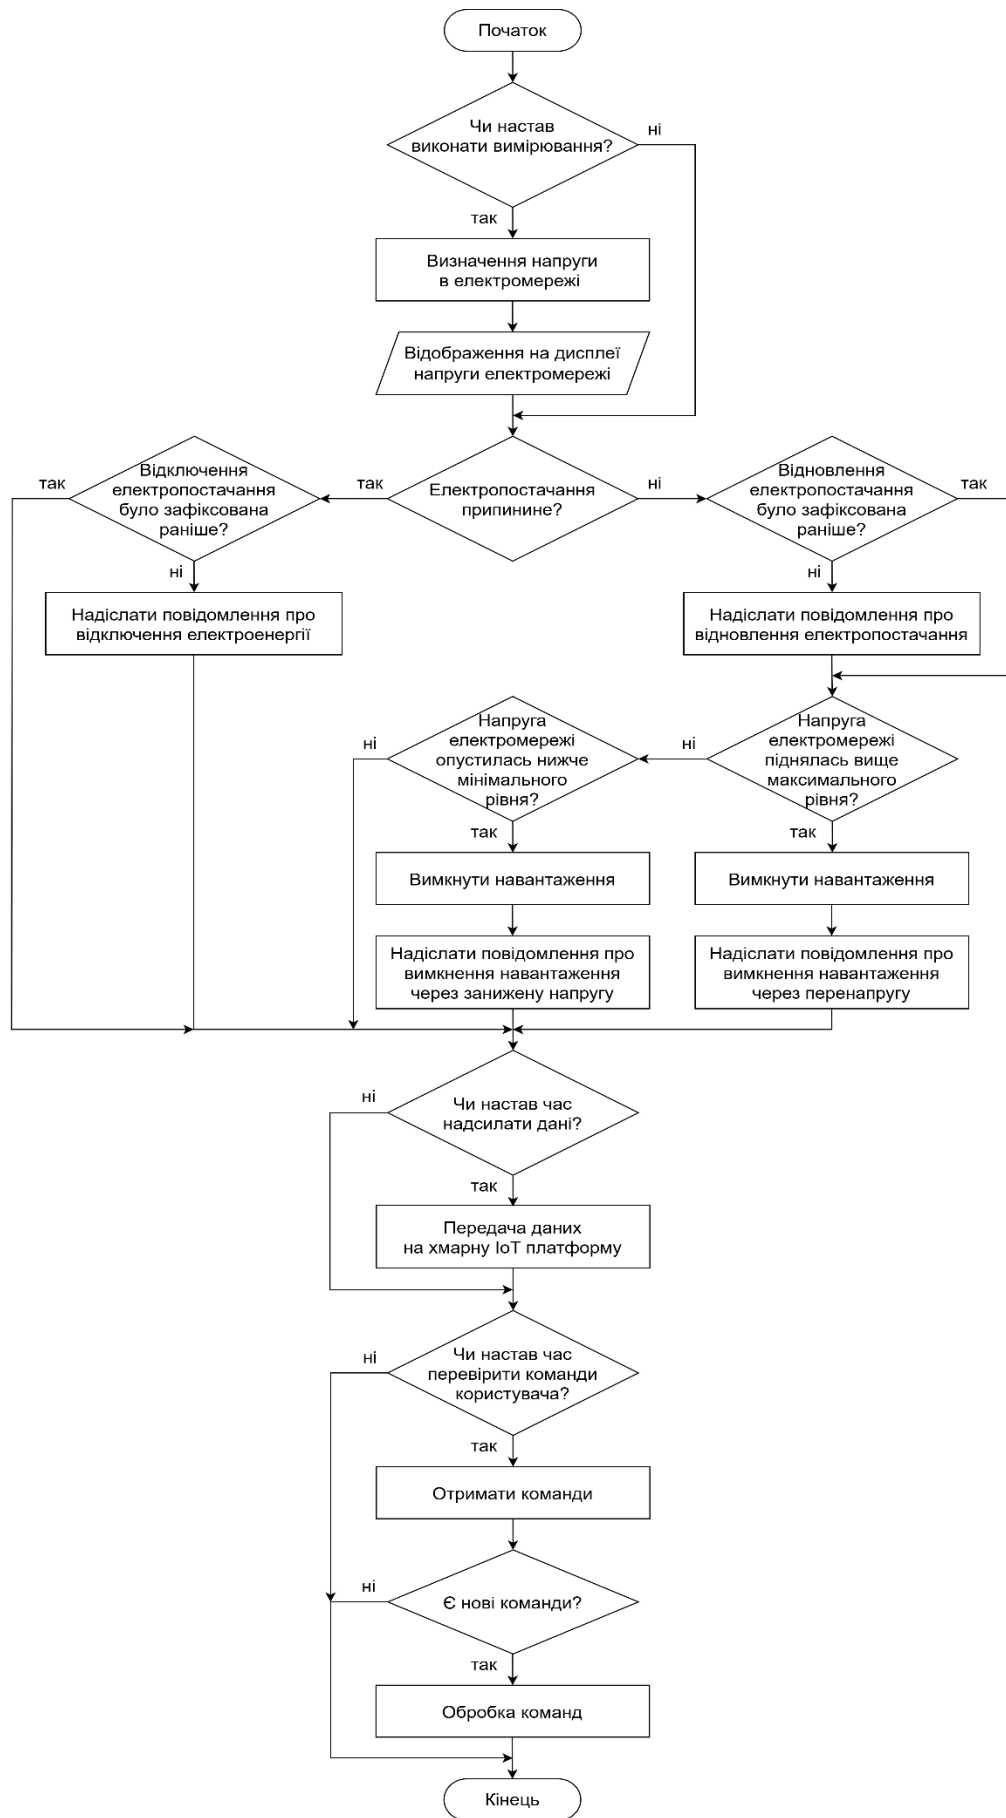 Початок
Чи настав
виконати вимірювання?
ні
так
Визначення напруги
в електромережі
Відображення на дисплеї
напруги електромережі
так
Відключення
електропостачання
було зафіксована
раніше?
так
Електропостачання
припинине?
ні
Відновлення
електропостачання
було зафіксована
раніше?
так
ні
ні
Надіслати повідомлення про
відключення електроенергії
Надіслати повідомлення про
відновлення електропостачання
ні
Напруга
електромережі
опустилась нижче
мінімального
рівня?
ні
Напруга
електромережі
піднялась вище
максимального
рівня?
так
так
Вимкнути навантаження
Вимкнути навантаження
Надіслати повідомлення про
вимкнення навантаження
через занижену напругу
Надіслати повідомлення про
вимкнення навантаження
через перенапругу
ні
Чи настав час
надсилати дані?
так
Передача даних
на хмарну IoT платформу
ні
Чи настав час
перевірити команди
користувача?
так
Отримати команди
ні
Є нові команди?
так
Обробка команд
Кінець